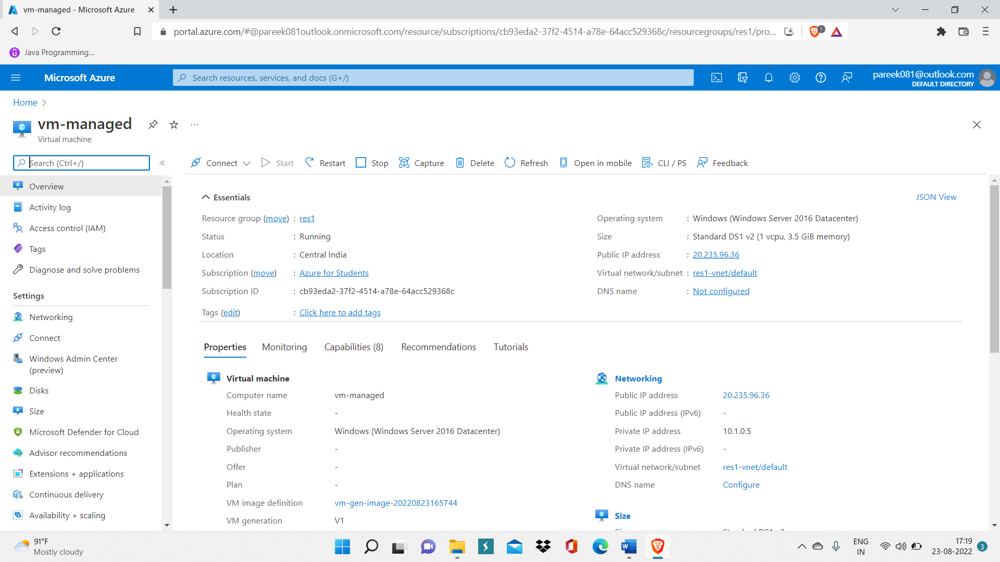 vm-managed - Microsoft Azure
portal.azure.com/#@pareek081outlook.onmicrosoft.com/resource/subscriptions/cb93eda2-37f2-4514-a78e-64acc529368c/resourcegroups/res1/pro...
1
Java Programming...
Microsoft Azure
Search resources, services, and docs (G+/)
pareek081@outlook.com
DEFAULT DIRECTORY
Home
vm-managed
Virtual machine
Search (Ctrl+/)
Connect Start Restart Stop Capture Delete Refresh Open in mobile CLI / PS Feedback
Overview
Activity log
Access control (IAM)
Tags
Diagnose and solve problems
Settings
Networking
Connect
Windows Admin Center
(preview)
Disks
Size
Microsoft Defender for Cloud
Advisor recommendations
Extensions + applications
Continuous delivery
Availability + scaling
Essentials
JSON View
Resource group (move) : res1
Status : Running
Location : Central India
Subscription (move) : Azure for Students
Subscription ID : cb93eda2-37f2-4514-a78e-64acc529368c
Tags (edit) : Click here to add tags
Operating system : Windows (Windows Server 2016 Datacenter)
Size : Standard DS1 v2 (1 vcpu, 3.5 GiB memory)
Public IP address : 20.235.96.36
Virtual network/subnet : res1-vnet/default
DNS name : Not configured
Properties Monitoring Capabilities (8) Recommendations Tutorials
Virtual machine
Computer name vm-managed
Health state -
Operating system Windows (Windows Server 2016 Datacenter)
Publisher -
Offer -
Plan -
VM image definition vm-gen-image-20220823165744
VM generation V1
Networking
Public IP address 20.235.96.36
Public IP address (IPv6) -
Private IP address 10.1.0.5
Private IP address (IPv6) -
Virtual network/subnet res1-vnet/default
DNS name Configure
Size
91°F
Mostly cloudy
ENG
IN
17:19
23-08-2022
3